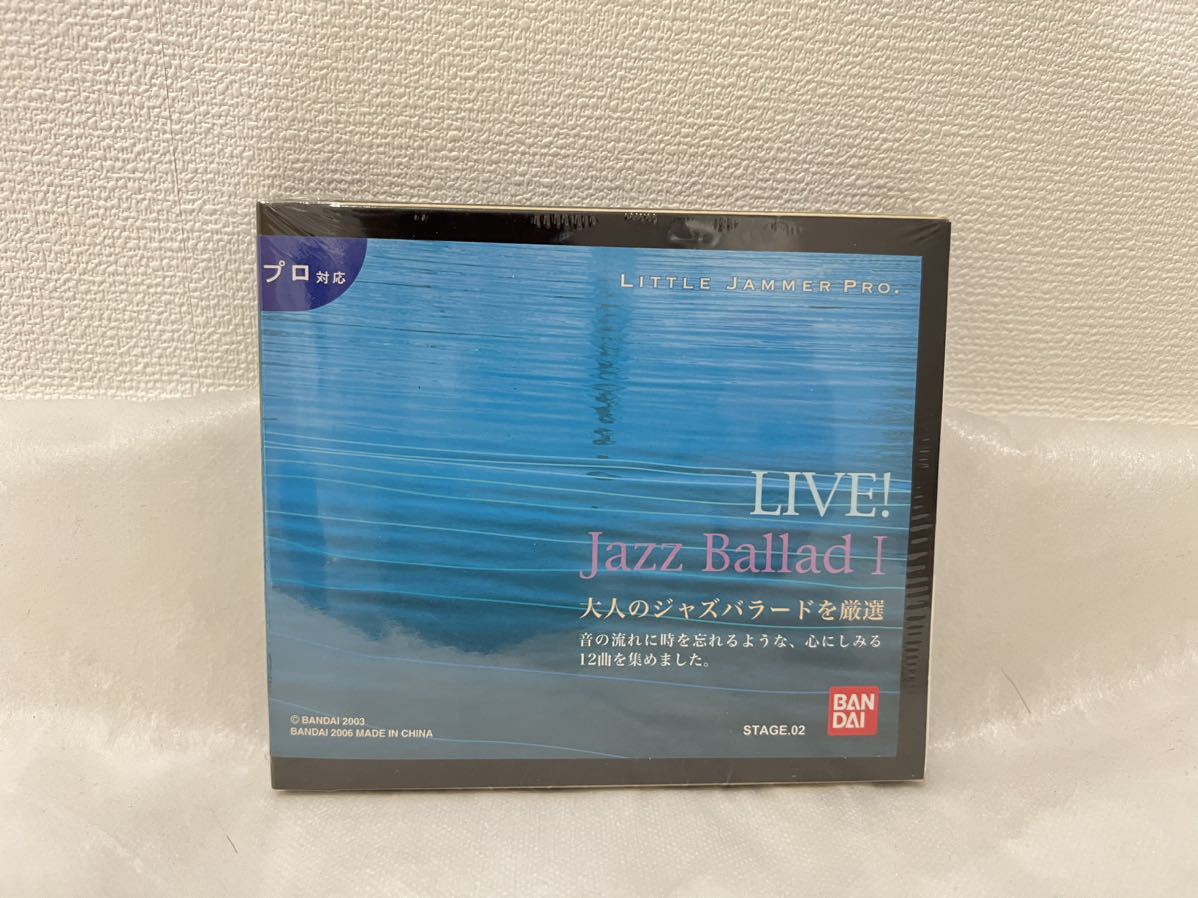 プロ対応
LITTLE JAMMER PRO.
LIVE!
Jazz Ballad I
大人のジャズバラードを厳選
音の流れに時を忘れるような、心にしみる
12曲を集めました。
© BANDAI 2003
BANDAI 2006 MADE IN CHINA
STAGE.02
BAN
DAI